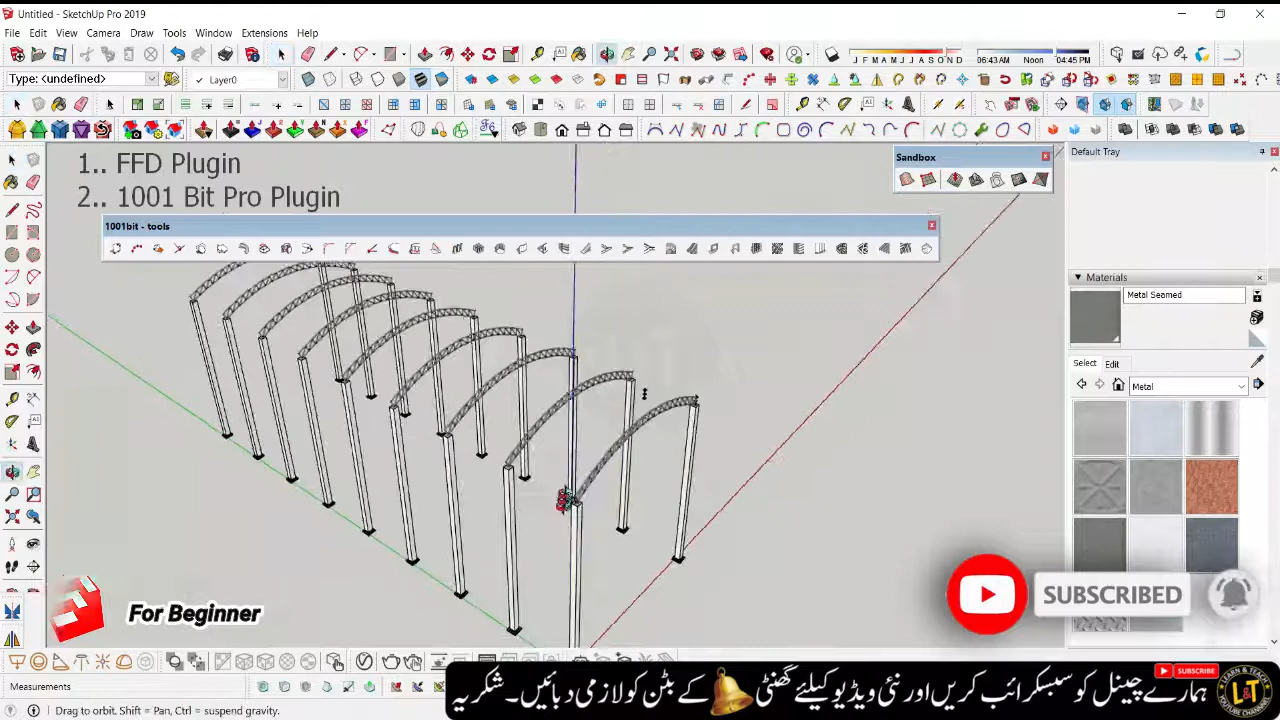 Untitled - SketchUp Pro 2019
File Edit View Camera Draw Tools Window Extensions Help
J F M A M J J A S O N D 06:43 AM Noon 04:45 PM
Type: <undefined> Layer0
1.. FFD Plugin
2.. 1001 Bit Pro Plugin
Sandbox
Default Tray
1001bit - tools
Materials
Metal Seamed
Select Edit
Metal
For Beginner
SUBSCRIBED
Measurements
ہمارے چینل کو سبسکرائب کریں اور نئی ویڈیو کیلئے گھنٹی کے بٹن کو لازمی دبائیں۔ شکریہ
SUBSCRIBE
L&T
Drag to orbit. Shift = Pan, Ctrl = suspend gravity.